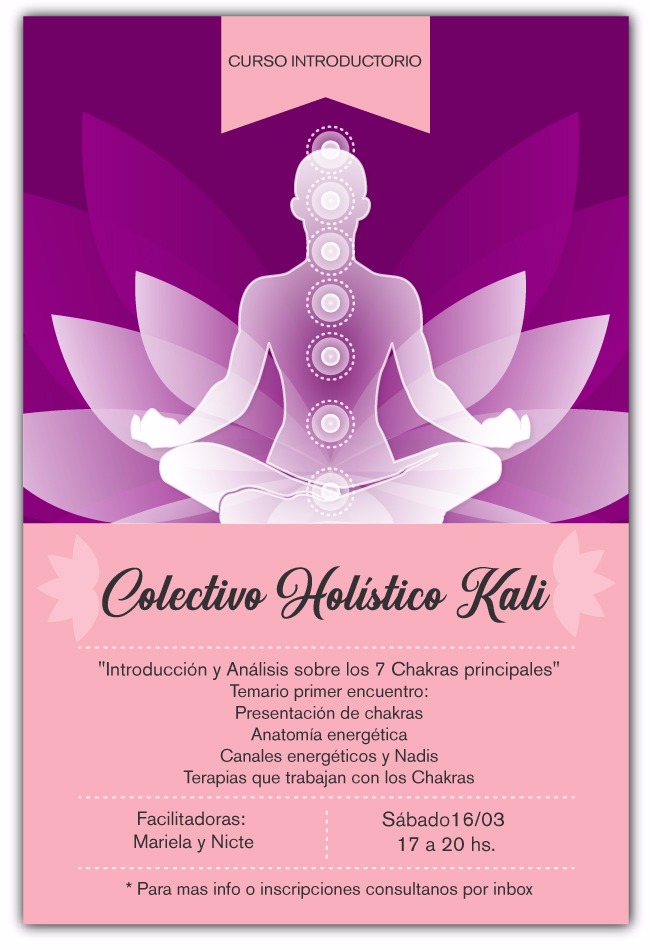 CURSO INTRODUCTORIO
Colectivo Holístico Kali
"Introducción y Análisis sobre los 7 Chakras principales"
Temario primer encuentro:
Presentación de chakras
Anatomía energética
Canales energéticos y Nadis
Terapias que trabajan con los Chakras
Facilitadoras:
Mariela y Nicte
Sábado16/03
17 a 20 hs.
* Para mas info o inscripciones consultanos por inbox